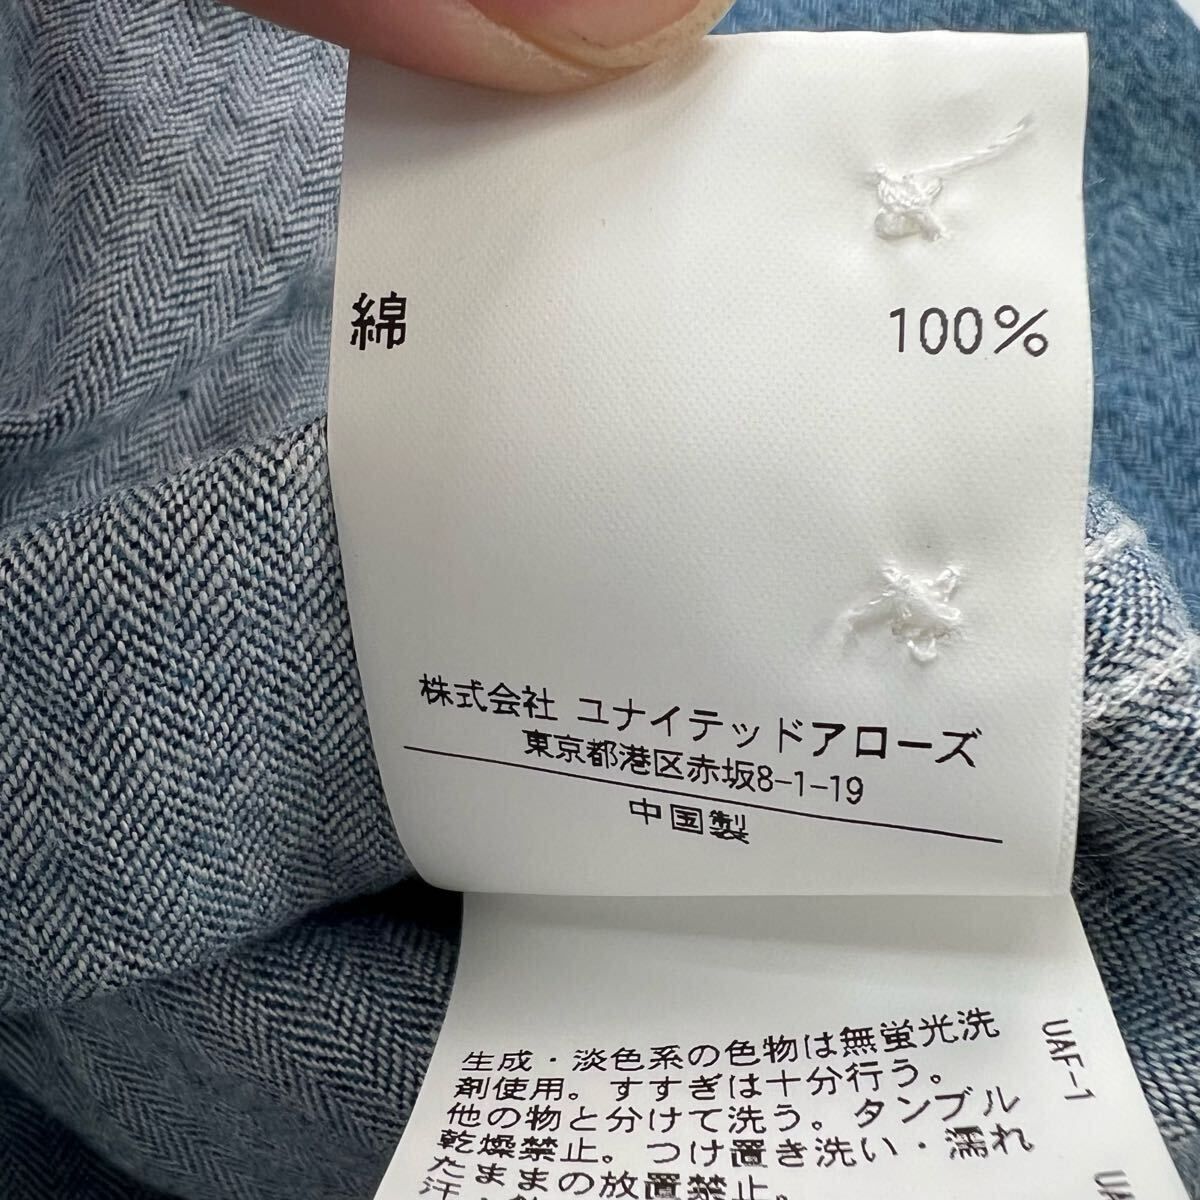 綿 100%
株式会社 ユナイテッドアローズ
東京都港区赤坂8-1-19
中国製
生成・淡色系の色物は無蛍光洗
剤使用。すすぎは十分行う。
他の物と分けて洗う。タンブル
乾燥禁止。つけ置き洗い・濡れ
たままの放置禁止。
UAF-1